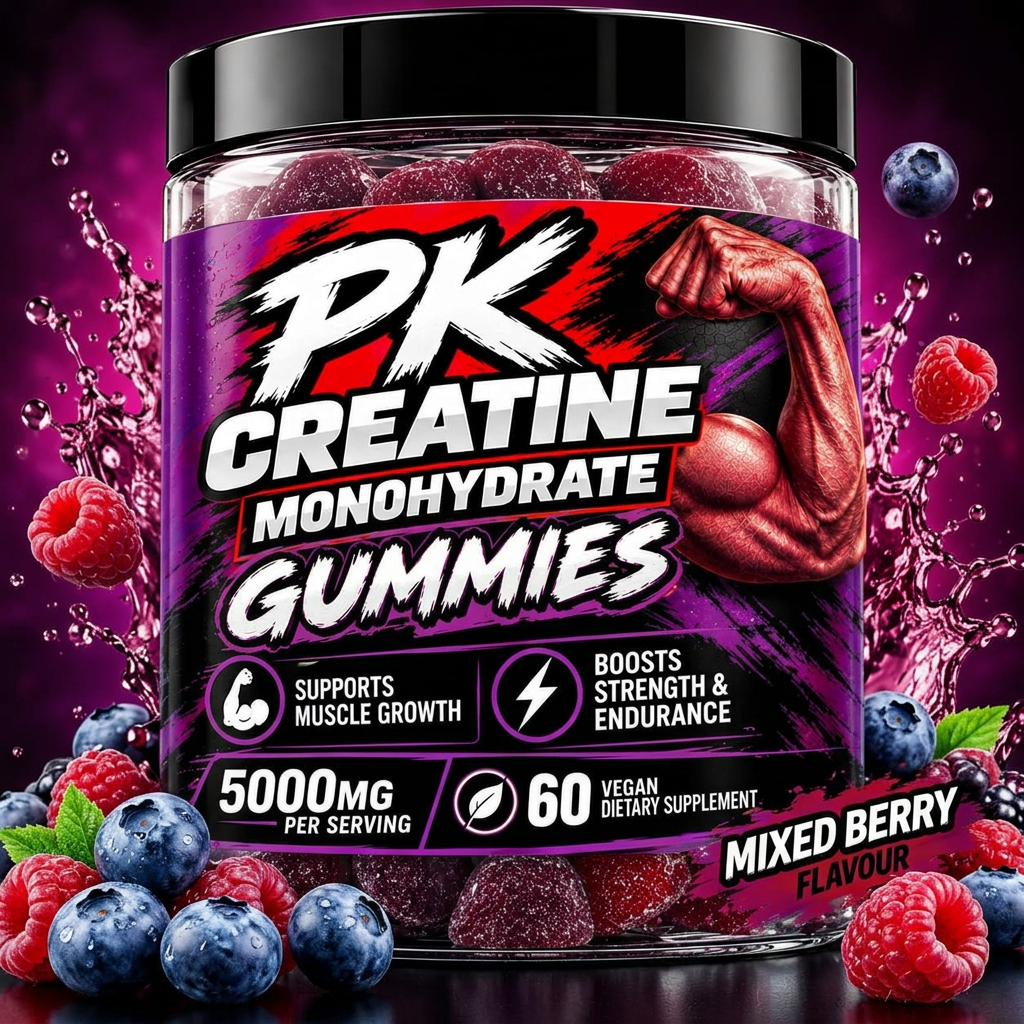 PK
CREATINE
MONOHYDRATE
GUMMIES
SUPPORTS
MUSCLE GROWTH
BOOSTS
STRENGTH &
ENDURANCE
5000MG
PER SERVING
60
VEGAN
DIETARY SUPPLEMENT
MIXED BERRY
FLAVOUR